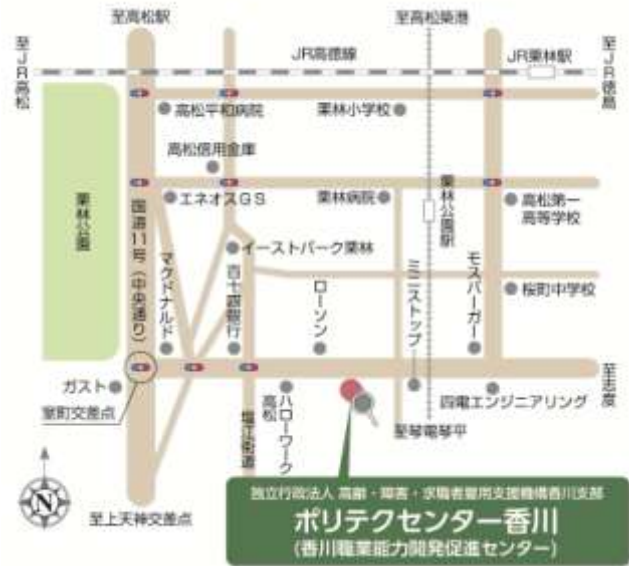 至高松駅
至高松築港
至JR高松
JR高徳線
JR栗林駅
至JR徳島
高松平和病院
栗林小学校
高松信用金庫
栗林公園
国道11号(中央通り)
エネオスGS
栗林病院
栗林公園駅
高松第一
高等学校
イーストパーク栗林
マクドナルド
百十四銀行
ローソン
ミニストップ
モスバーガー
桜町中学校
ガスト
室町交差点
塩江街道
ハローワーク
高松
四電エンジニアリング
至志度
至琴電琴平
N
至上天神交差点
独立行政法人 高齢・障害・求職者雇用支援機構香川支部
ポリテクセンター香川
(香川職業能力開発促進センター)